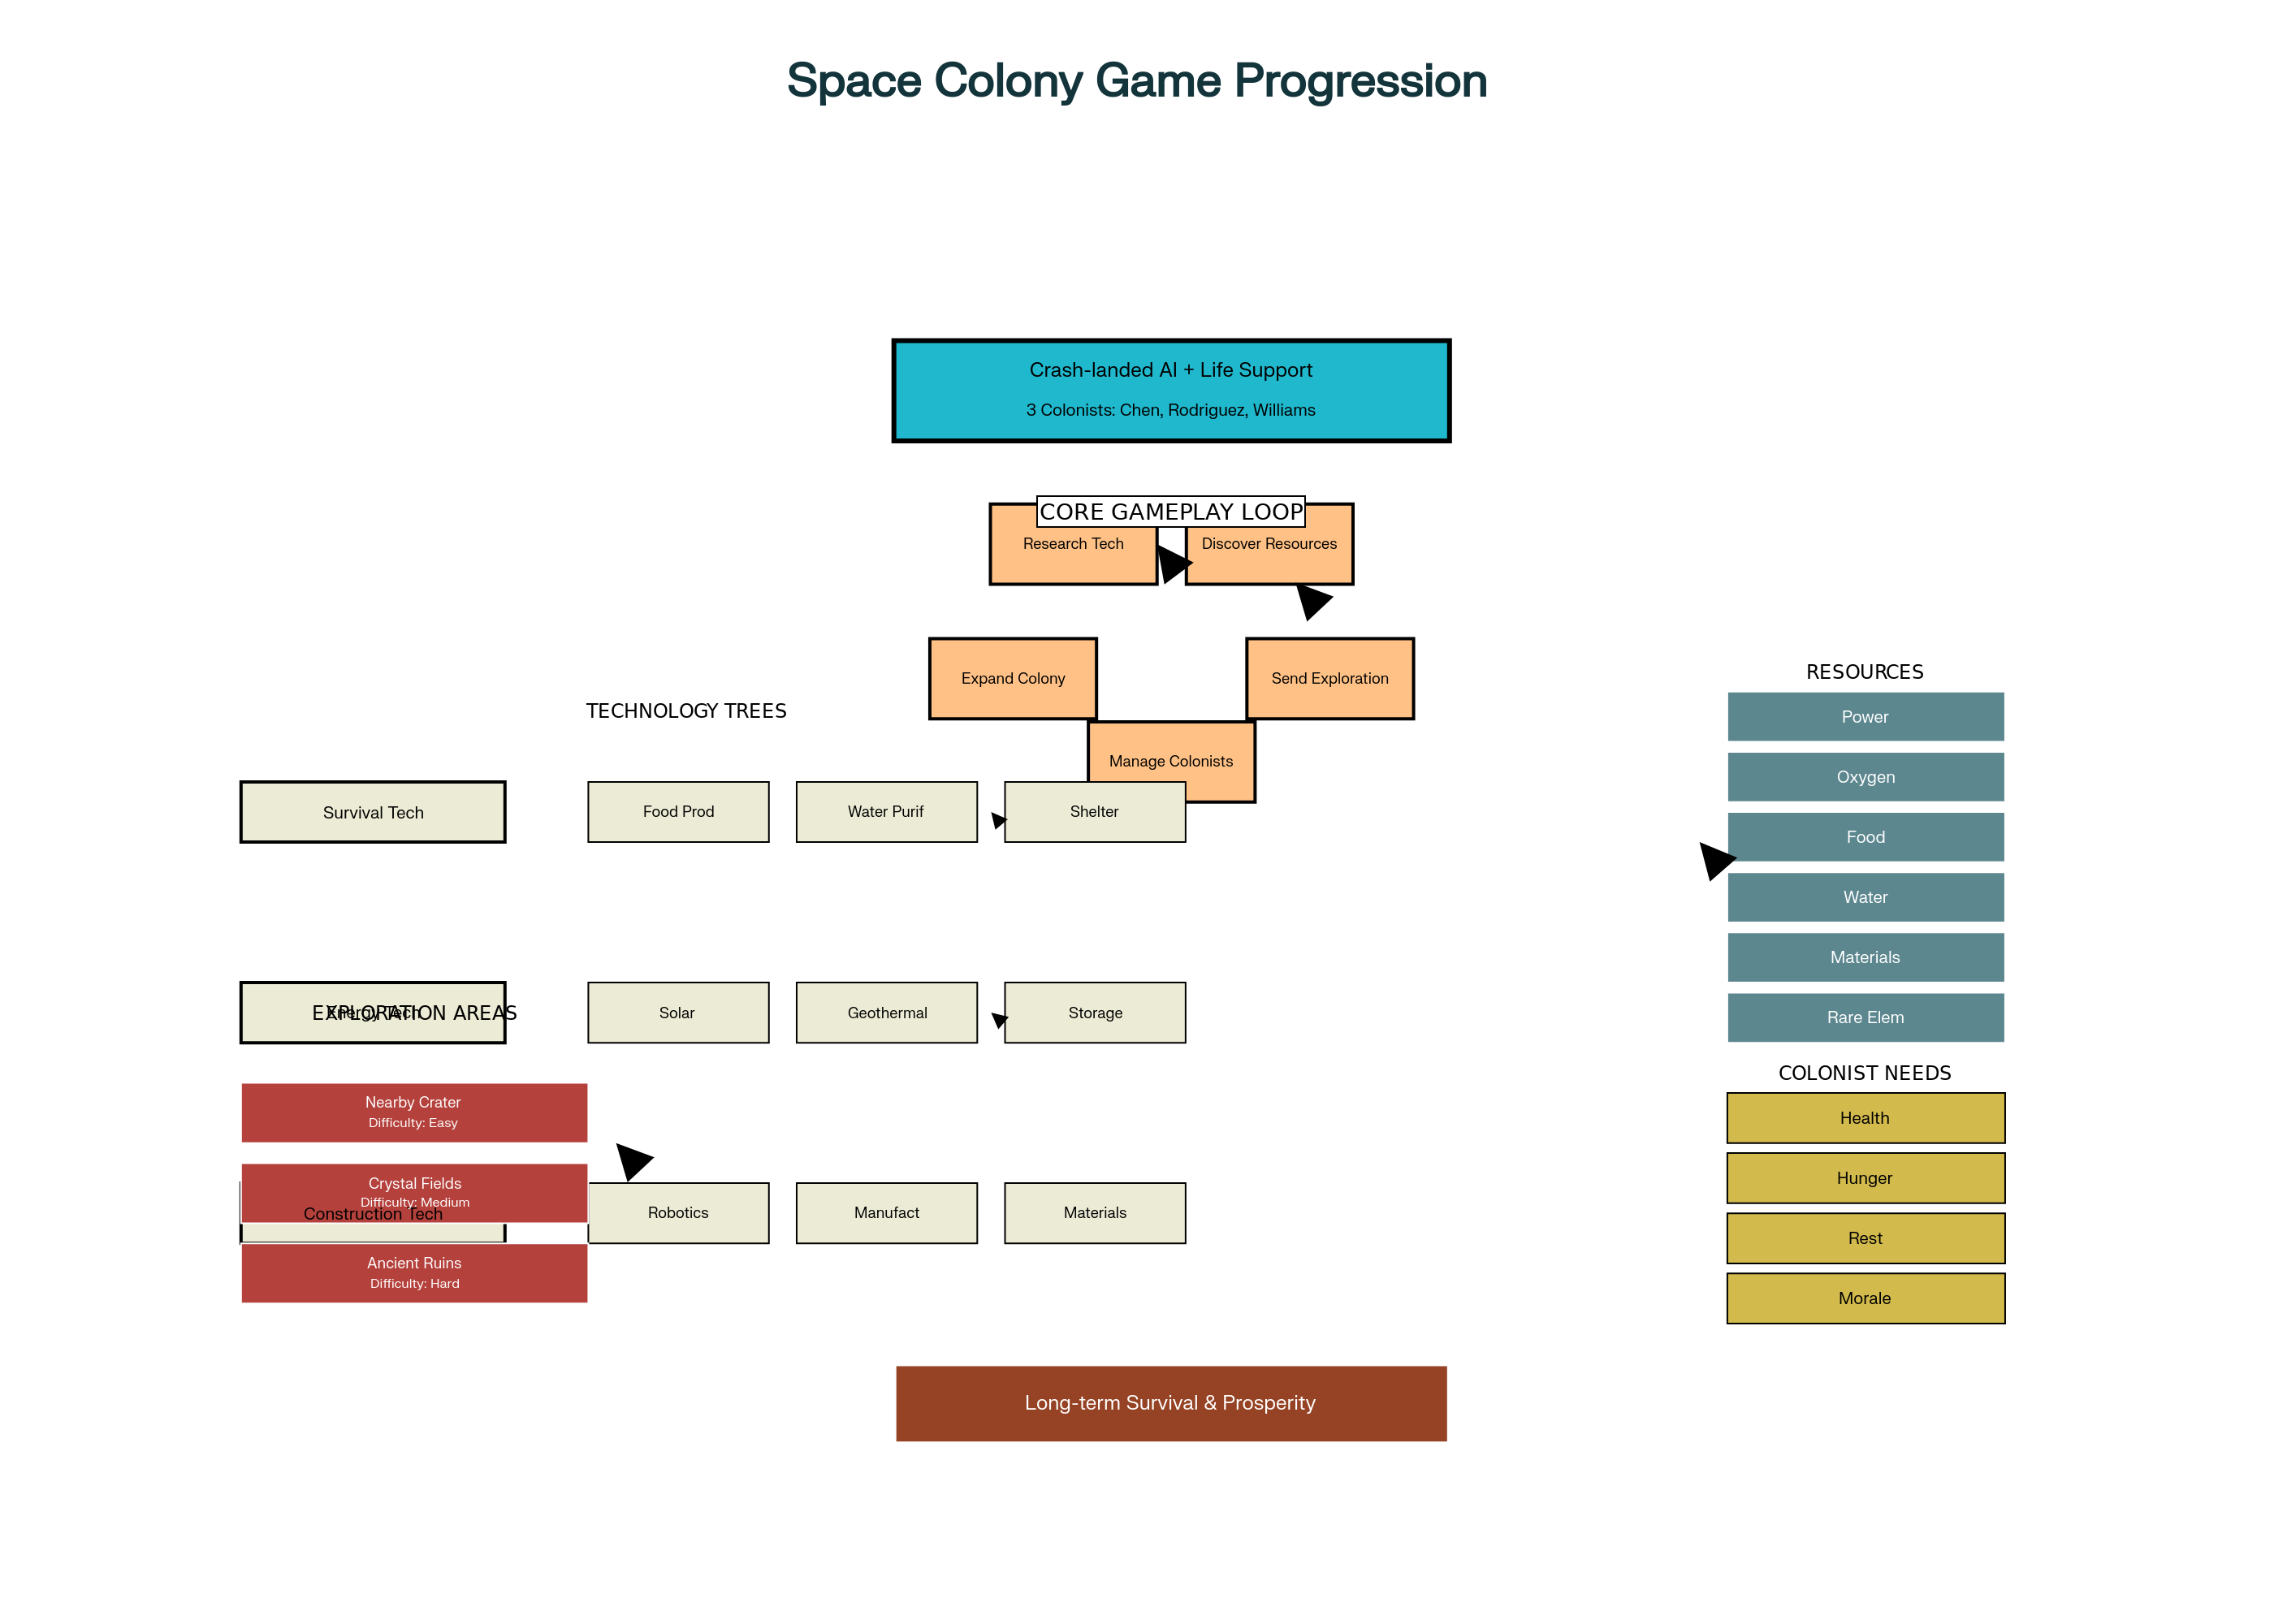 Space Colony Game Progression
Crash-landed AI + Life Support
3 Colonists: Chen, Rodriguez, Williams
CORE GAMEPLAY LOOP
Research Tech
Discover Resources
Expand Colony
Send Exploration
Manage Colonists
TECHNOLOGY TREES
Survival Tech
Food Prod
Water Purif
Shelter
Energy Tech
Solar
Geothermal
Storage
EXPLORATION AREAS
Nearby Crater
Difficulty: Easy
Crystal Fields
Difficulty: Medium
Construction Tech
Robotics
Manufact
Materials
Ancient Ruins
Difficulty: Hard
RESOURCES
Power
Oxygen
Food
Water
Materials
Rare Elem
COLONIST NEEDS
Health
Hunger
Rest
Morale
Long-term Survival & Prosperity